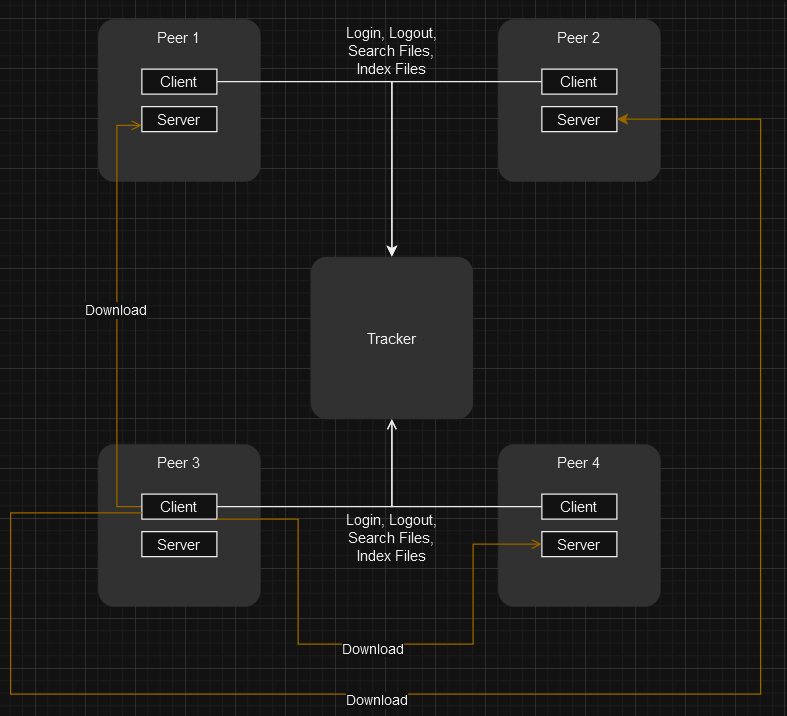 Peer 1
Login, Logout,
Search Files,
Index Files
Peer 2
Client
Client
Server
Server
Download
Tracker
Peer 3
Peer 4
Client
Client
Login, Logout,
Search Files,
Index Files
Server
Server
Download
Download